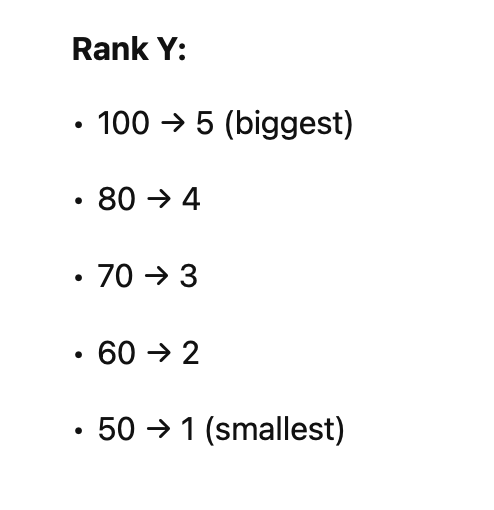 Rank Y:
• 100 → 5 (biggest)
• 80 → 4
• 70 → 3
• 60 → 2
• 50 → 1 (smallest)